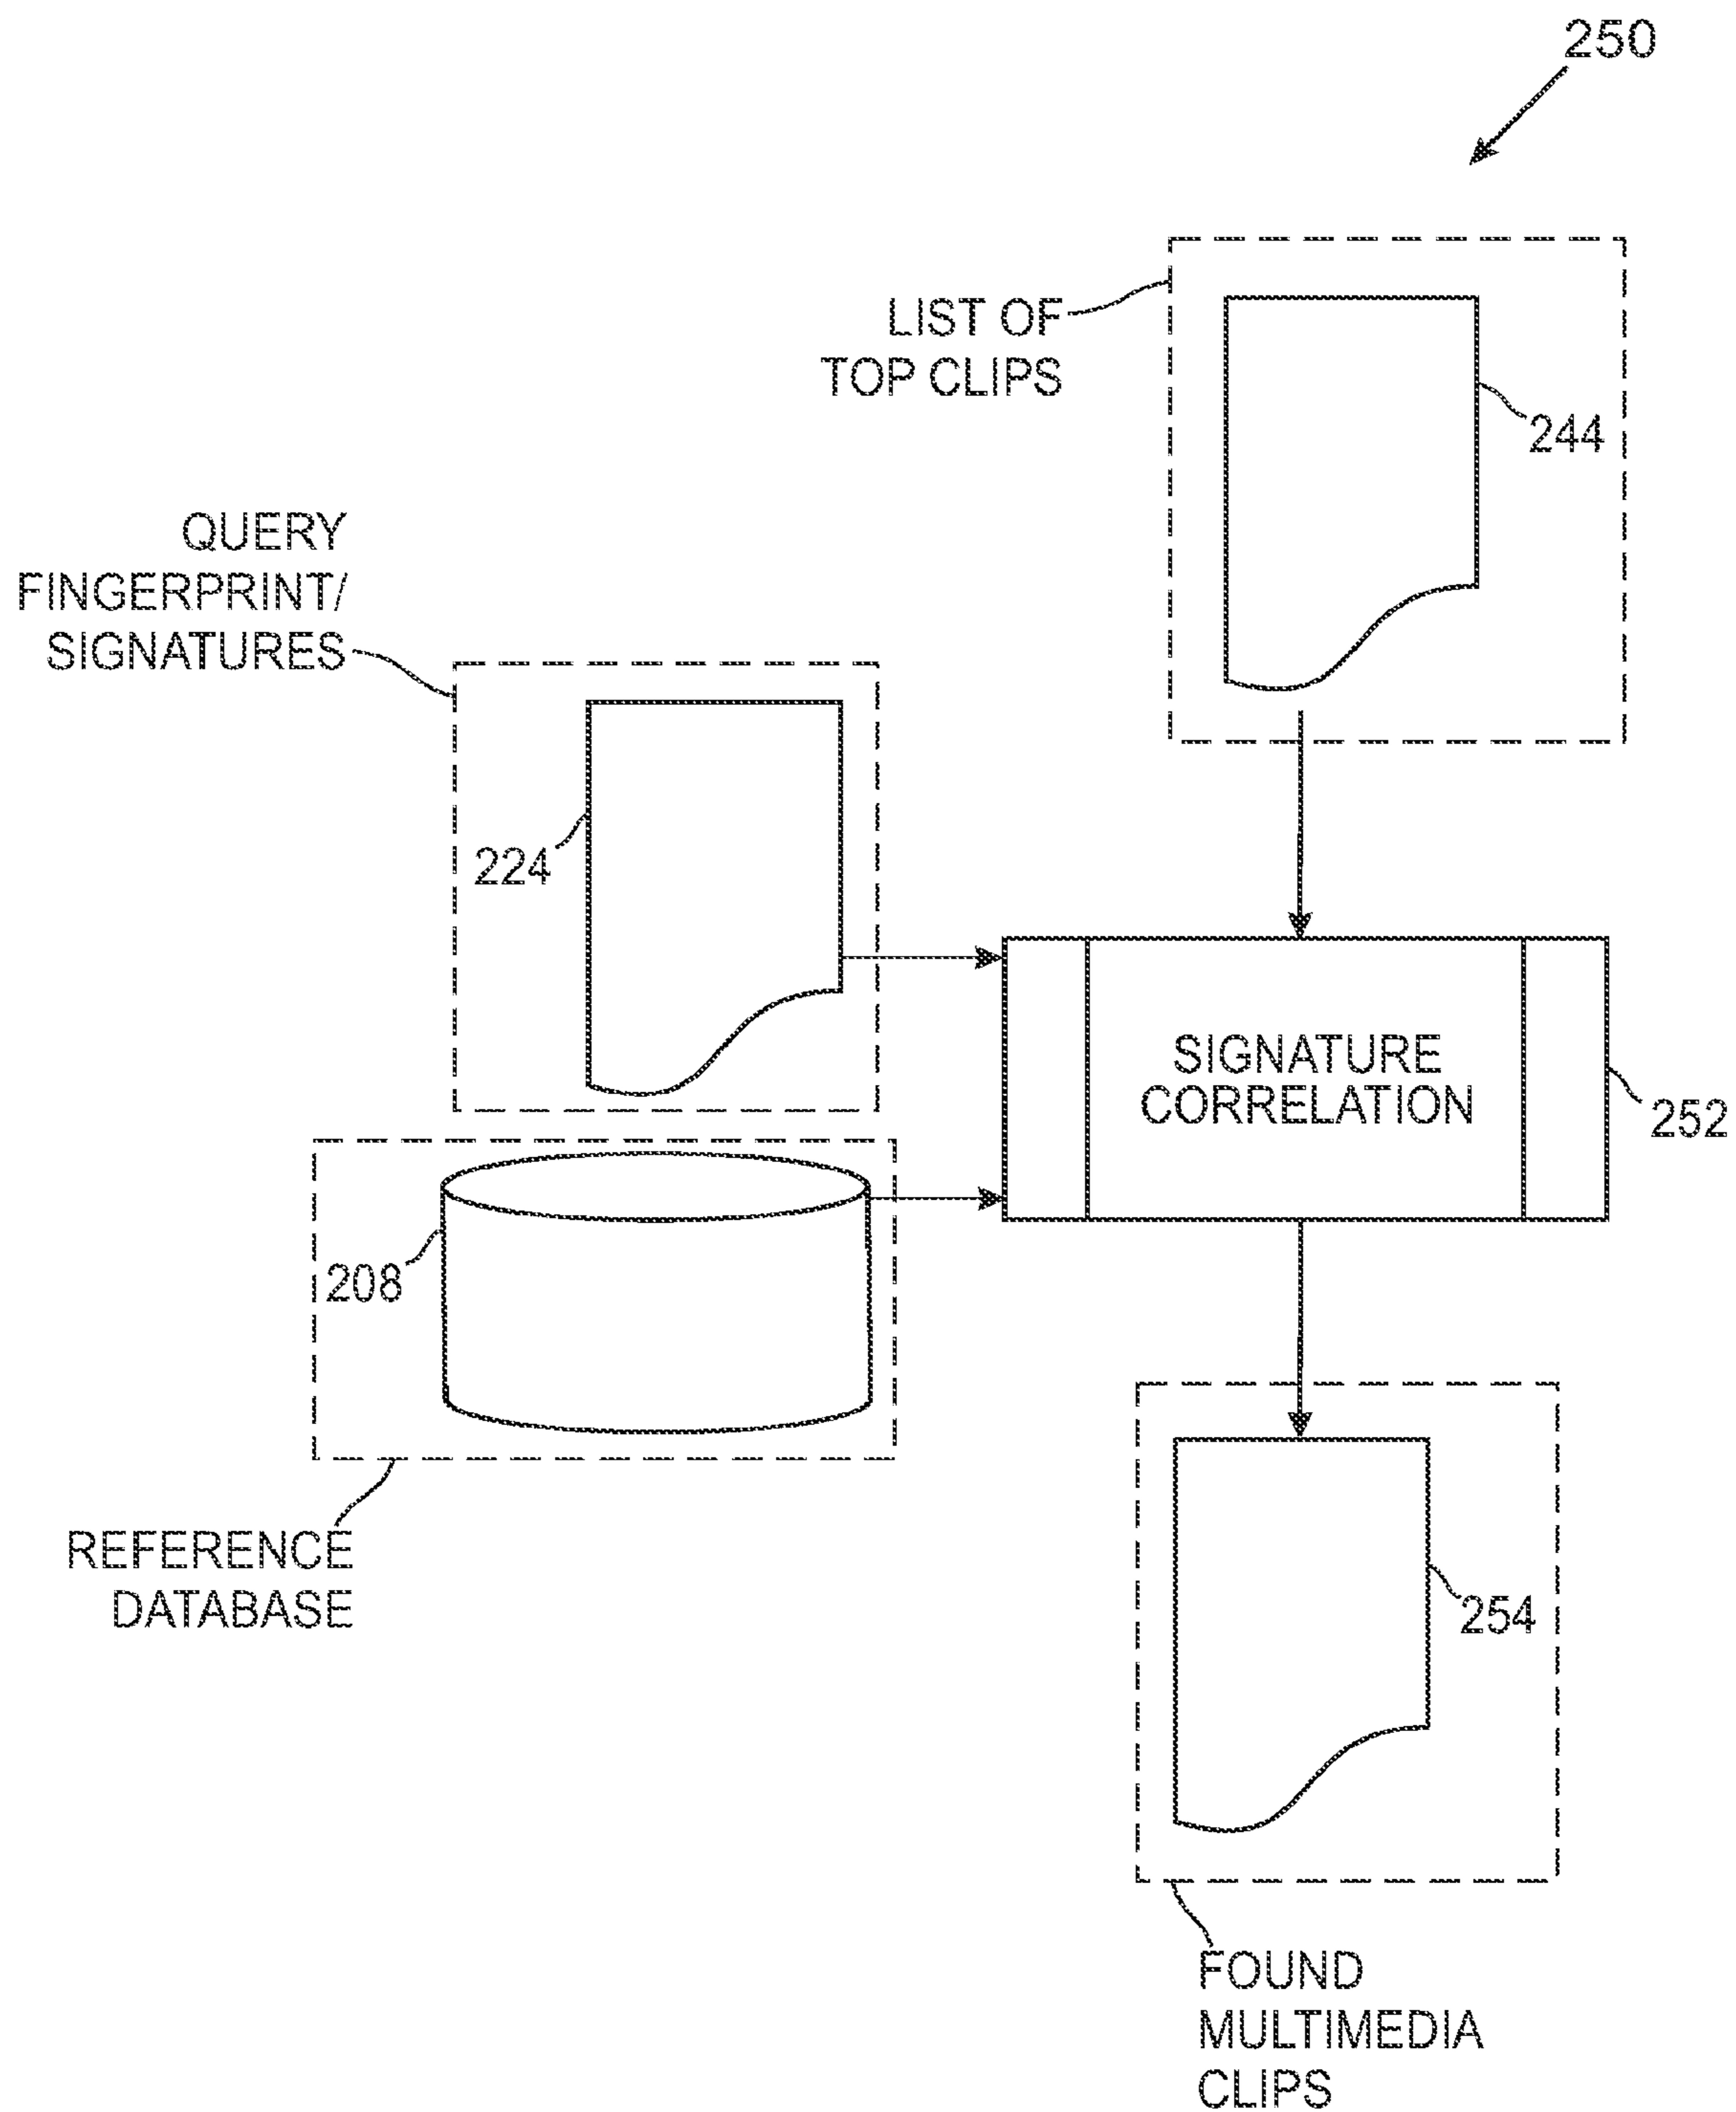 250
LIST OF
TOP CLIPS
244
QUERY
FINGERPRINT/
SIGNATURES
224
SIGNATURE
CORRELATION
252
208
REFERENCE
DATABASE
254
FOUND
MULTIMEDIA
CLIPS